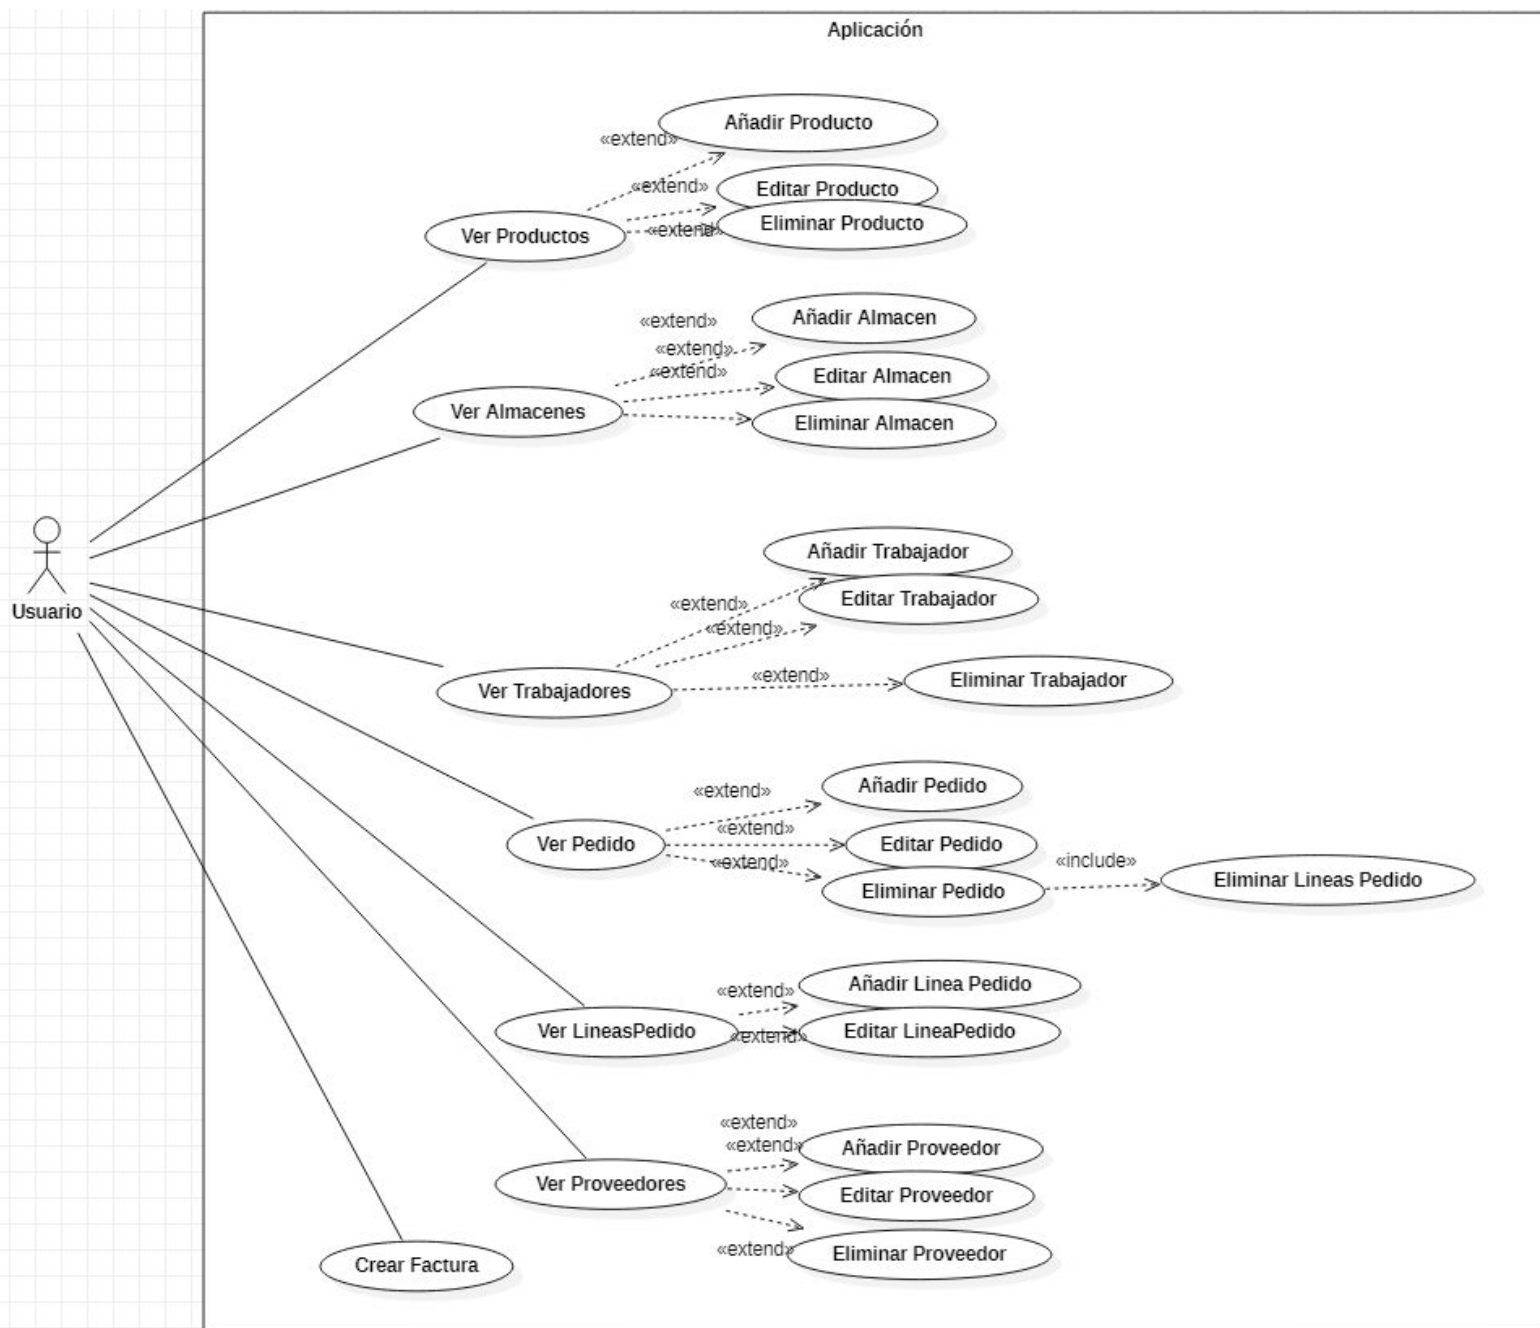 Aplicación
«extend»
Añadir Producto
«extend»
Editar Producto
Ver Productos
«extend»
Eliminar Producto
«extend»
Añadir Almacen
«extend»
«extend»
Editar Almacen
Ver Almacenes
Eliminar Almacen
Usuario
Añadir Trabajador
«extend»
Editar Trabajador
«extend»
Ver Trabajadores
«extend»
Eliminar Trabajador
«extend»
Añadir Pedido
«extend»
Ver Pedido
Editar Pedido
«extend»
Eliminar Pedido
«include»
Eliminar Lineas Pedido
«extend»
Añadir Linea Pedido
Ver LineasPedido
«extend»
Editar LineaPedido
«extend»
«extend»
Añadir Proveedor
Ver Proveedores
Editar Proveedor
«extend»
Eliminar Proveedor
Crear Factura